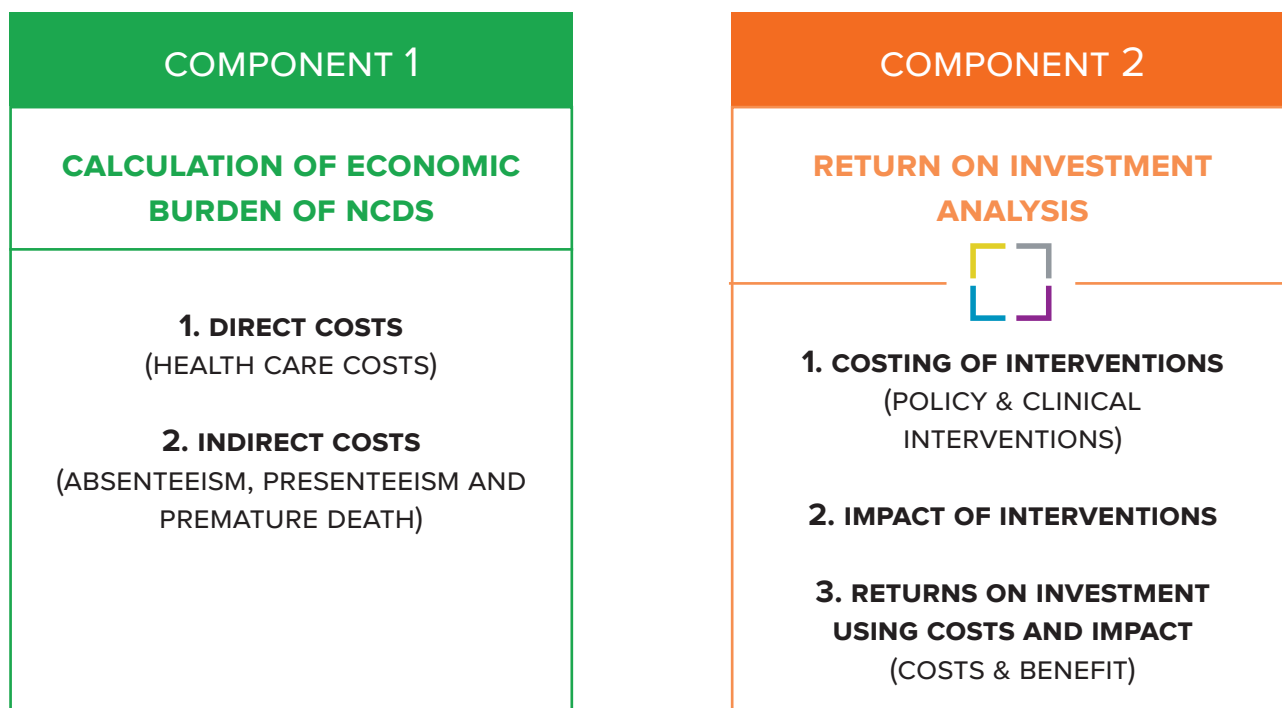 COMPONENT 1
CALCULATION OF ECONOMIC
BURDEN OF NCDS
1. DIRECT COSTS
(HEALTH CARE COSTS)
2. INDIRECT COSTS
(ABSENTEEISM, PRESENTEEISM AND
PREMATURE DEATH)
COMPONENT 2
RETURN ON INVESTMENT
ANALYSIS
1. COSTING OF INTERVENTIONS
(POLICY & CLINICAL
INTERVENTIONS)
2. IMPACT OF INTERVENTIONS
3. RETURNS ON INVESTMENT
USING COSTS AND IMPACT
(COSTS & BENEFIT)